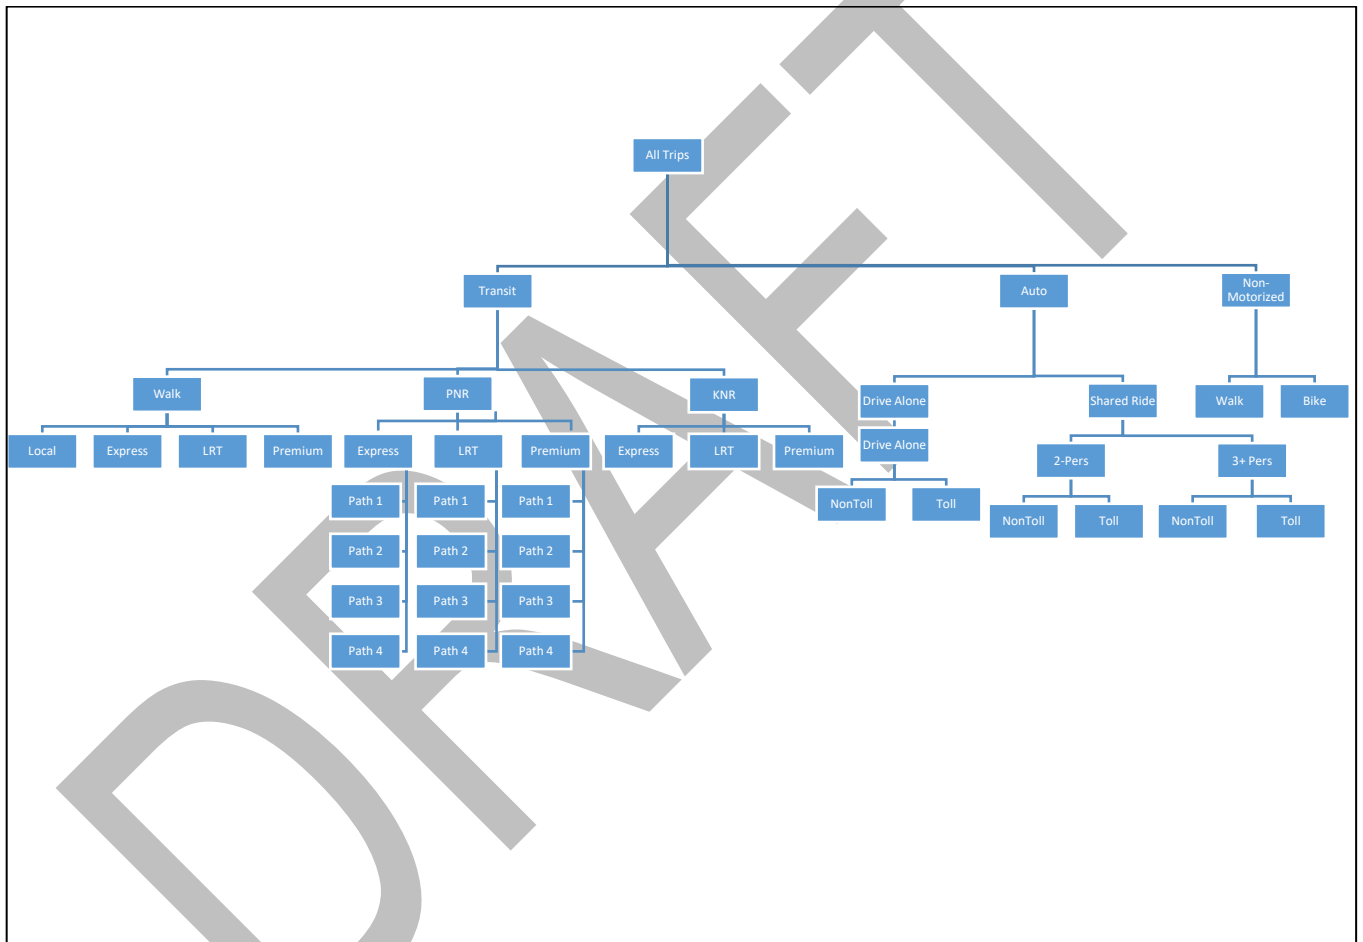 All Trips
Transit
Auto
Non-
Motorized
Walk
PNR
KNR
Drive Alone
Shared Ride
Walk
Bike
Local
Express
LRT
Premium
Express
LRT
Premium
Express
LRT
Premium
Drive Alone
2-Pers
3+ Pers
Path 1
Path 1
Path 1
NonToll
Toll
NonToll
Toll
NonToll
Toll
Path 2
Path 2
Path 2
Path 3
Path 3
Path 3
Path 4
Path 4
Path 4
DRAFT